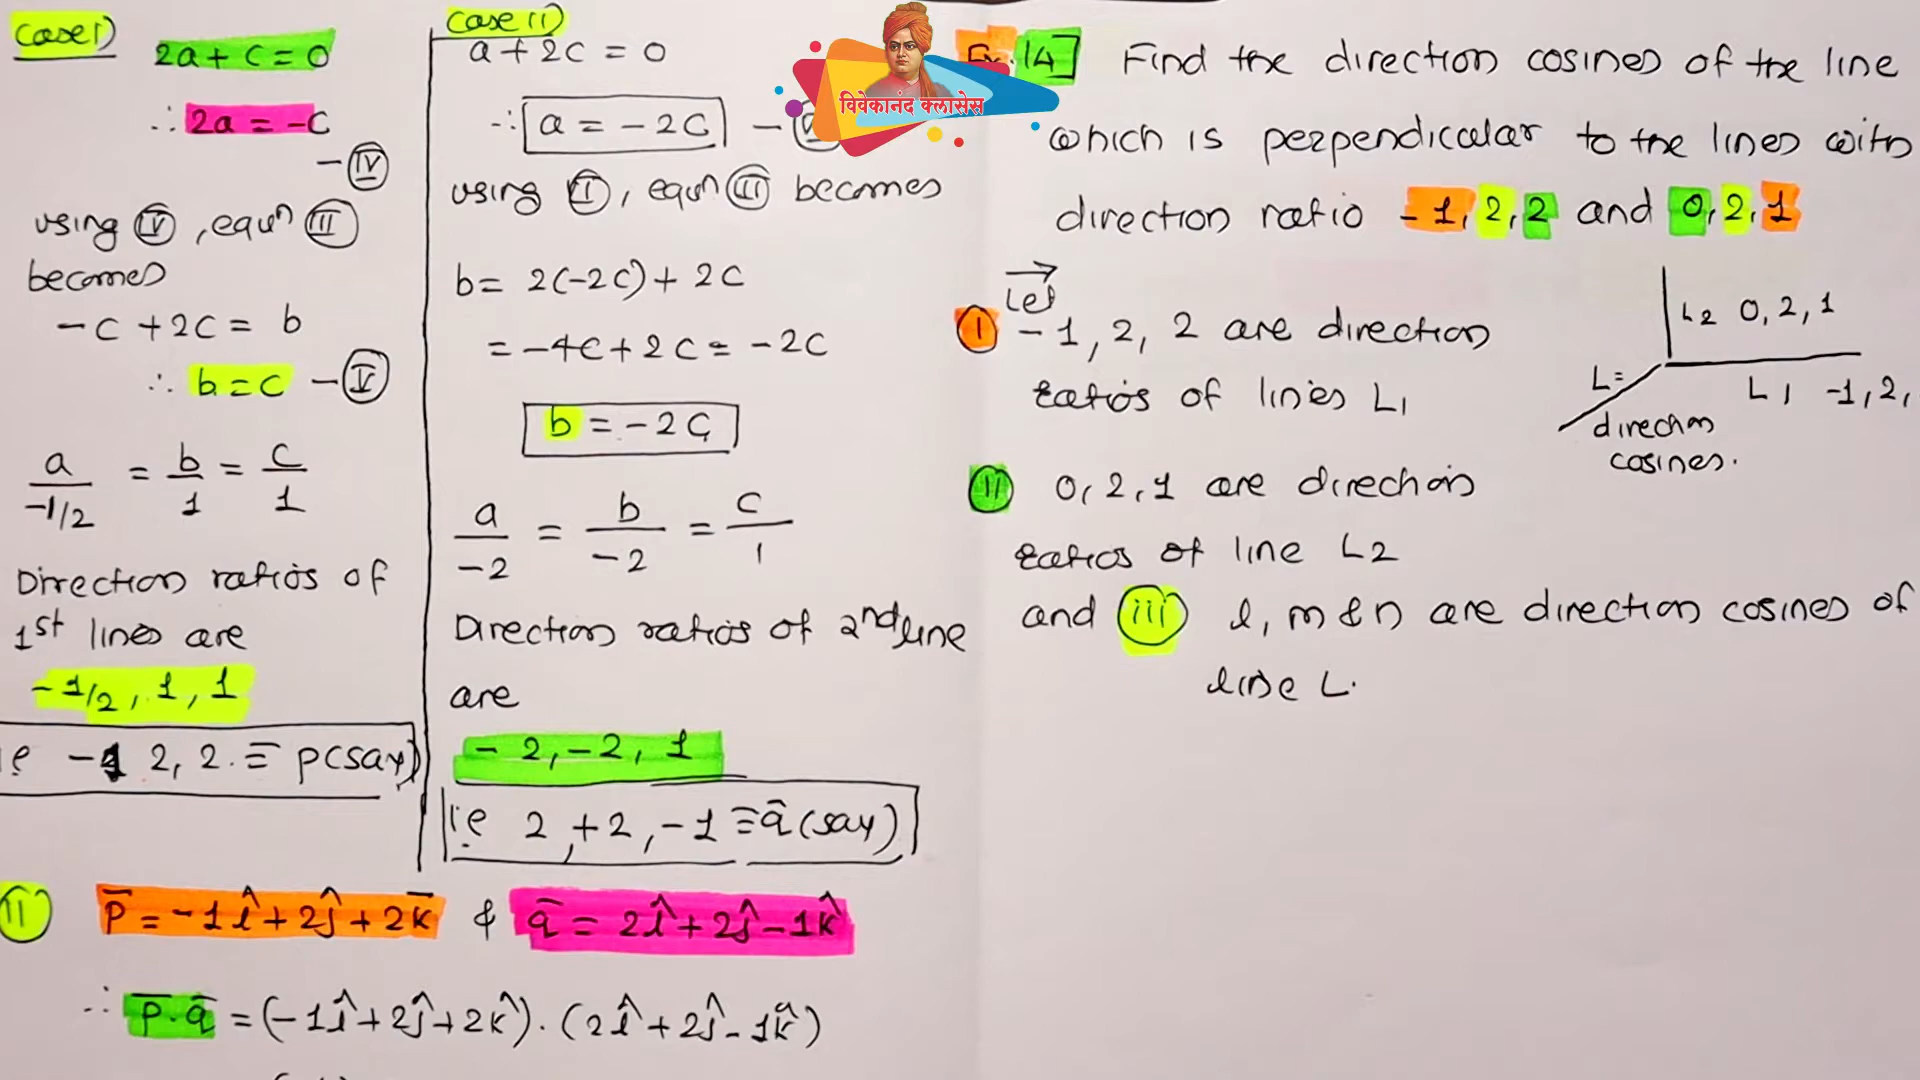 Case I)
2a + c = 0
∴ 2a = -c
- IV
using IV, equn III
becomes
-c + 2c = b
∴ b = c - V
a/-1/2 = b/1 = c/1
Direction ratios of
1st lines are
-1/2, 1, 1
2, 2. ≡ p(say)
Case II)
a + 2c = 0
∴ a = -2c
using II, equn III becomes
b = 2(-2c) + 2c
= -4c + 2c = -2c
b = -2c
a/-2 = b/-2 = c/1
Direction ratios of 2nd line
are
-2, -2, 1
i.e 2, +2, -1 ≡ q̄ (say)
II p̄ = -1î + 2ĵ + 2k̄ & q̄ = 2î + 2ĵ - 1k̂
∴ p̄.q̄ = (-1î + 2ĵ + 2k̂).(2î + 2ĵ - 1k̂)
विवेकानंद क्लासेस
Ex. 14] Find the direction cosines of the line
which is perpendicular to the lines with
direction ratio -1, 2, 2 and 0, 2, 1
Let
I -1, 2, 2 are direction
ratios of lines L1
II 0, 2, 1 are direction
ratios of line L2
and iii l, m & n are direction cosines of
line L.
L2 0, 2, 1
L1 -1, 2,
L =
direction
cosines.